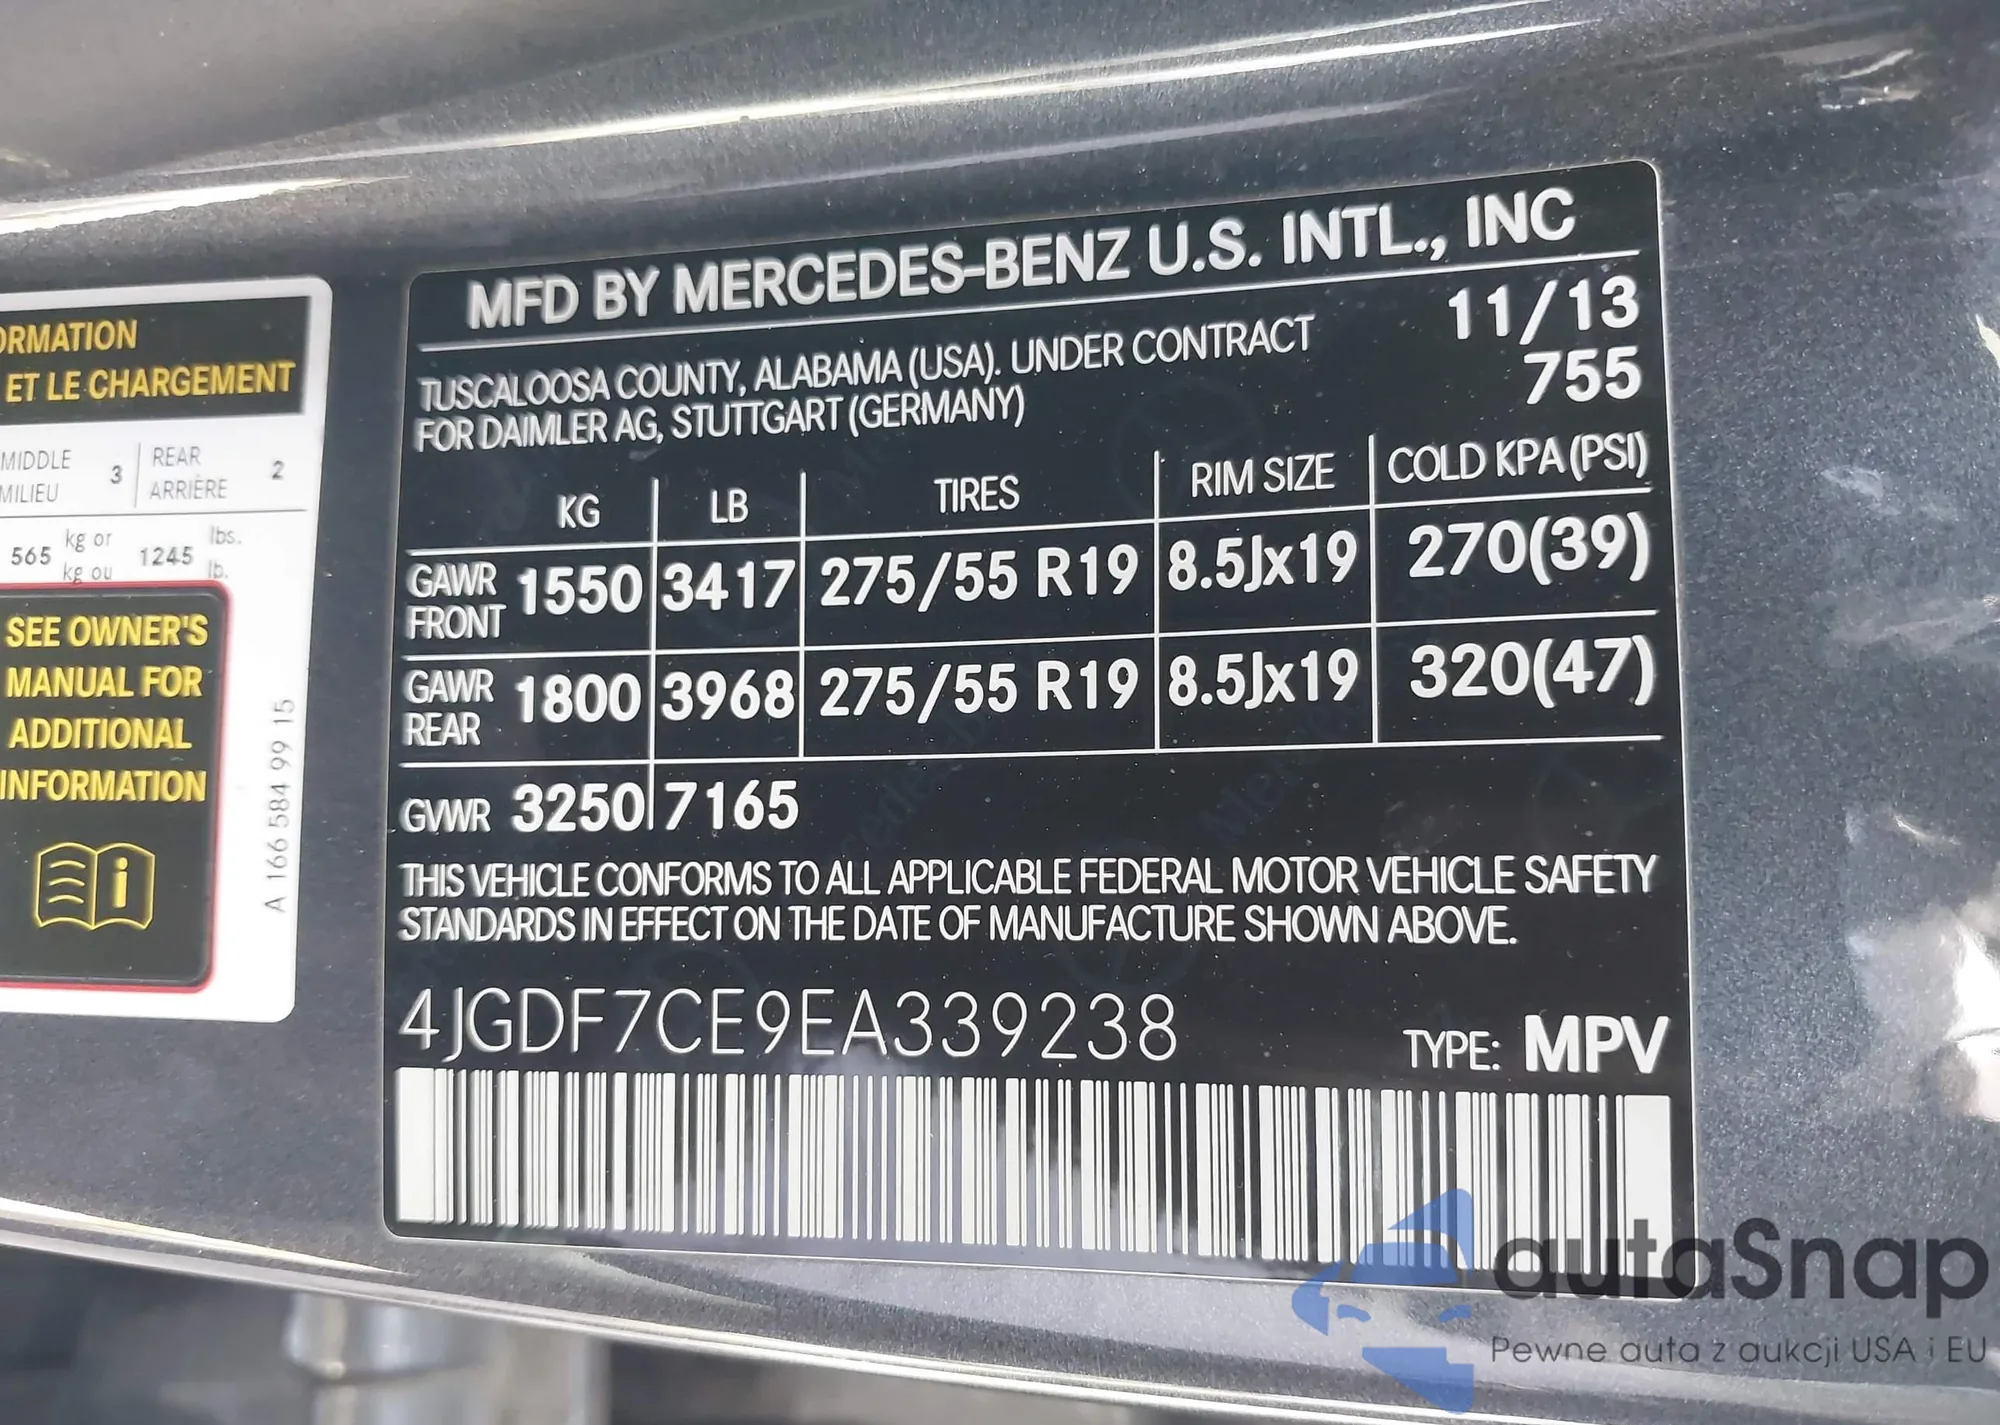 ORMATION
ET LE CHARGEMENT
MIDDLE
MILIEU
3
REAR
ARRIÈRE
2
565
kg or
kg ou
1245
lbs.
lb.
SEE OWNER'S
MANUAL FOR
ADDITIONAL
INFORMATION
A 166 584 99 15
MFD BY MERCEDES-BENZ U.S. INTL., INC
TUSCALOOSA COUNTY, ALABAMA (USA). UNDER CONTRACT
FOR DAIMLER AG, STUTTGART (GERMANY)
11/13
755
KG LB TIRES RIM SIZE COLD KPA (PSI)
GAWR FRONT 1550 3417 275/55 R19 8.5Jx19 270(39)
GAWR REAR 1800 3968 275/55 R19 8.5Jx19 320(47)
GVWR 3250 7165
THIS VEHICLE CONFORMS TO ALL APPLICABLE FEDERAL MOTOR VEHICLE SAFETY
STANDARDS IN EFFECT ON THE DATE OF MANUFACTURE SHOWN ABOVE.
4JGDF7CE9EA339238
TYPE: MPV
autaSnap
Pewne auta z aukcji USA i EU